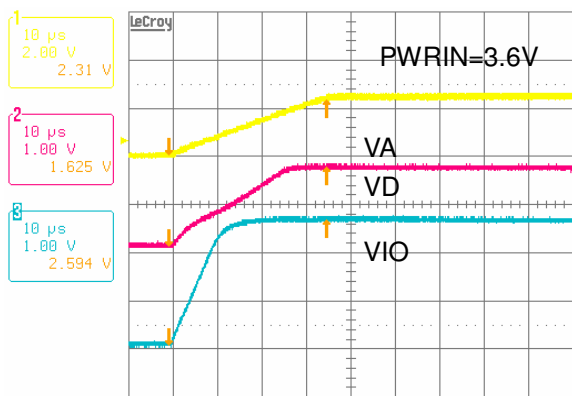 1
10 µs
2.00 V
2.31 V
2
10 µs
1.00 V
1.625 V
3
10 µs
1.00 V
2.594 V
LeCroy
PWRIN=3.6V
VA
VD
VIO